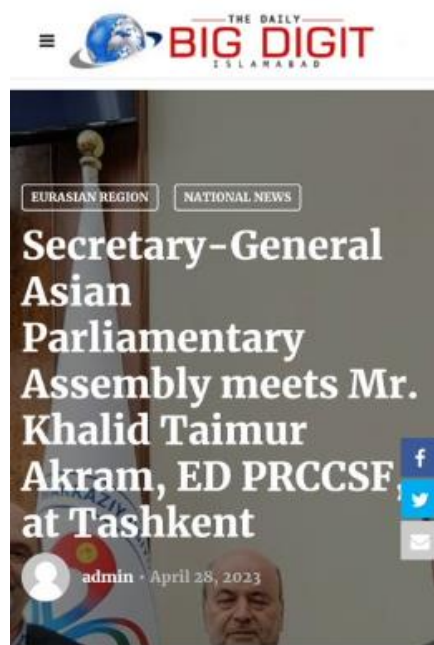 THE DAILY
BIG DIGIT
ISLAMABAD
EURASIAN REGION
NATIONAL NEWS
Secretary-General
Asian
Parliamentary
Assembly meets Mr.
Khalid Taimur
Akram, ED PRCCSF,
at Tashkent
admin · April 28, 2023
f